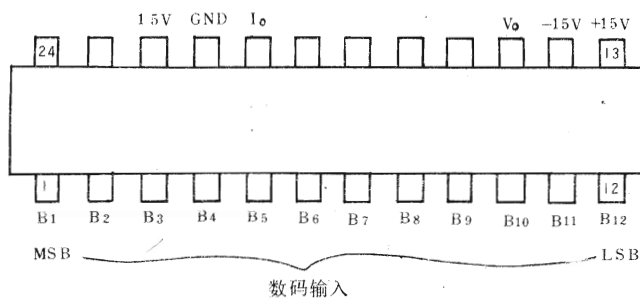 15V GND I₀ V₀ −15V +15V
24 13
1 12
B1 B2 B3 B4 B5 B6 B7 B8 B9 B10 B11 B12
MSB LSB
数码输入